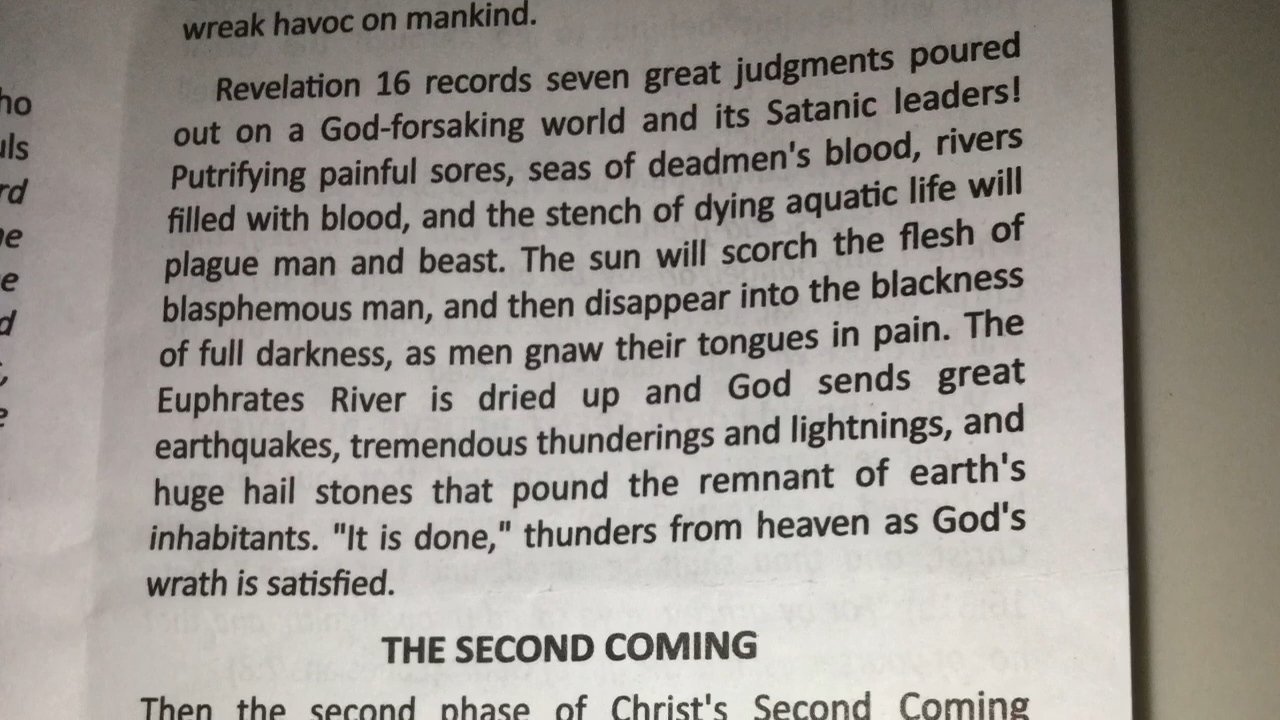 wreak havoc on mankind.
Revelation 16 records seven great judgments poured
out on a God-forsaking world and its Satanic leaders!
Putrifying painful sores, seas of deadmen's blood, rivers
filled with blood, and the stench of dying aquatic life will
plague man and beast. The sun will scorch the flesh of
blasphemous man, and then disappear into the blackness
of full darkness, as men gnaw their tongues in pain. The
Euphrates River is dried up and God sends great
earthquakes, tremendous thunderings and lightnings, and
huge hail stones that pound the remnant of earth's
inhabitants. "It is done," thunders from heaven as God's
wrath is satisfied.
THE SECOND COMING
Then the second phase of Christ's Second Coming